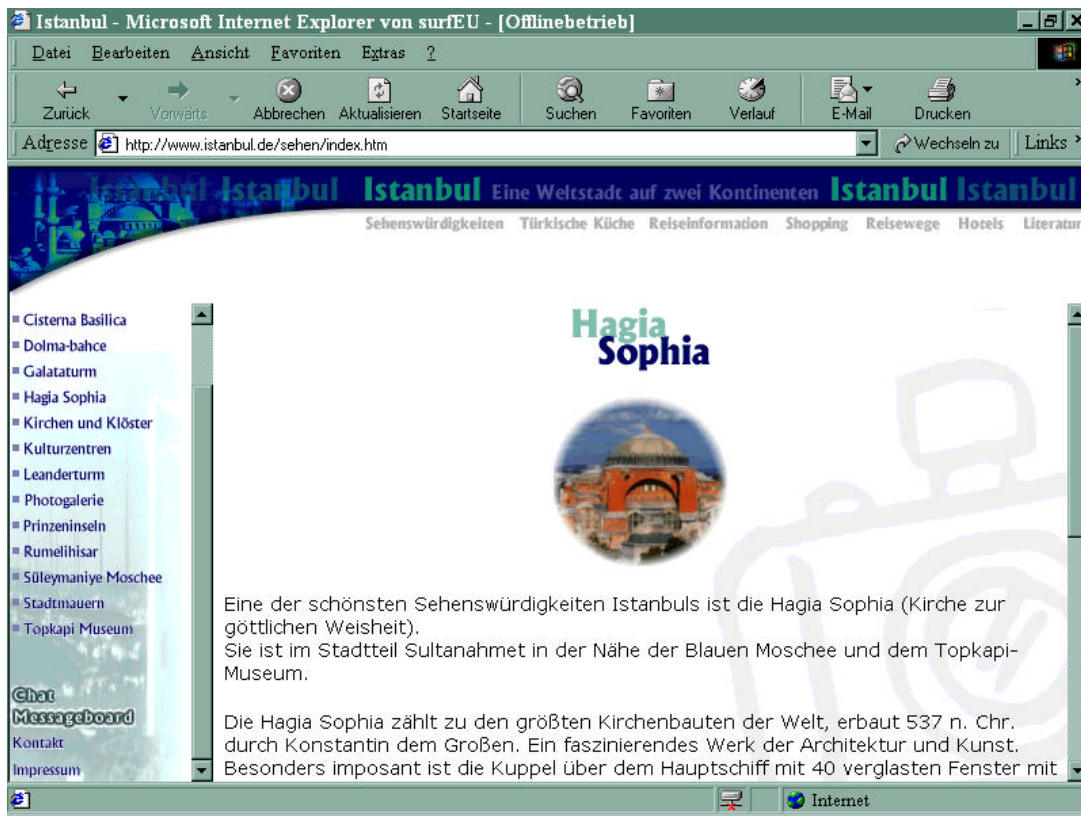 Istanbul - Microsoft Internet Explorer von surfEU - [Offlinebetrieb]
Datei Bearbeiten Ansicht Favoriten Extras ?
Zurück Vorwärts Abbrechen Aktualisieren Startseite Suchen Favoriten Verlauf E-Mail Drucken
Adresse http://www.istanbul.de/sehen/index.htm Wechseln zu Links
Istanbul Istanbul Istanbul Eine Weltstadt auf zwei Kontinenten Istanbul Istanbul
Sehenswürdigkeiten Türkische Küche Reiseinformation Shopping Reisewege Hotels Literatur
Cisterna Basilica
Dolma-bahce
Galataturm
Hagia Sophia
Kirchen und Klöster
Kulturzentren
Leanderturm
Photogalerie
Prinzeninseln
Rumelihisar
Süleymaniye Moschee
Stadtmauern
Topkapi Museum
Chat
Messageboard
Kontakt
Impressum
Hagia
Sophia
Eine der schönsten Sehenswürdigkeiten Istanbuls ist die Hagia Sophia (Kirche zur
göttlichen Weisheit).
Sie ist im Stadtteil Sultanahmet in der Nähe der Blauen Moschee und dem Topkapi-
Museum.
Die Hagia Sophia zählt zu den größten Kirchenbauten der Welt, erbaut 537 n. Chr.
durch Konstantin dem Großen. Ein faszinierendes Werk der Architektur und Kunst.
Besonders imposant ist die Kuppel über dem Hauptschiff mit 40 verglasten Fenster mit
Internet